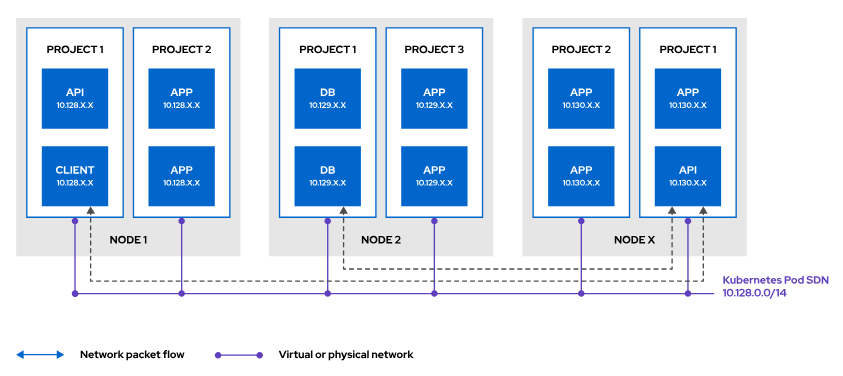 PROJECT 1
API
10.128.X.X
CLIENT
10.128.X.X
PROJECT 2
APP
10.128.X.X
APP
10.128.X.X
NODE 1
PROJECT 1
DB
10.129.X.X
DB
10.129.X.X
PROJECT 3
APP
10.129.X.X
APP
10.129.X.X
NODE 2
PROJECT 2
APP
10.130.X.X
APP
10.130.X.X
PROJECT 1
APP
10.130.X.X
API
10.130.X.X
NODE X
Kubernetes Pod SDN
10.128.0.0/14
Network packet flow
Virtual or physical network